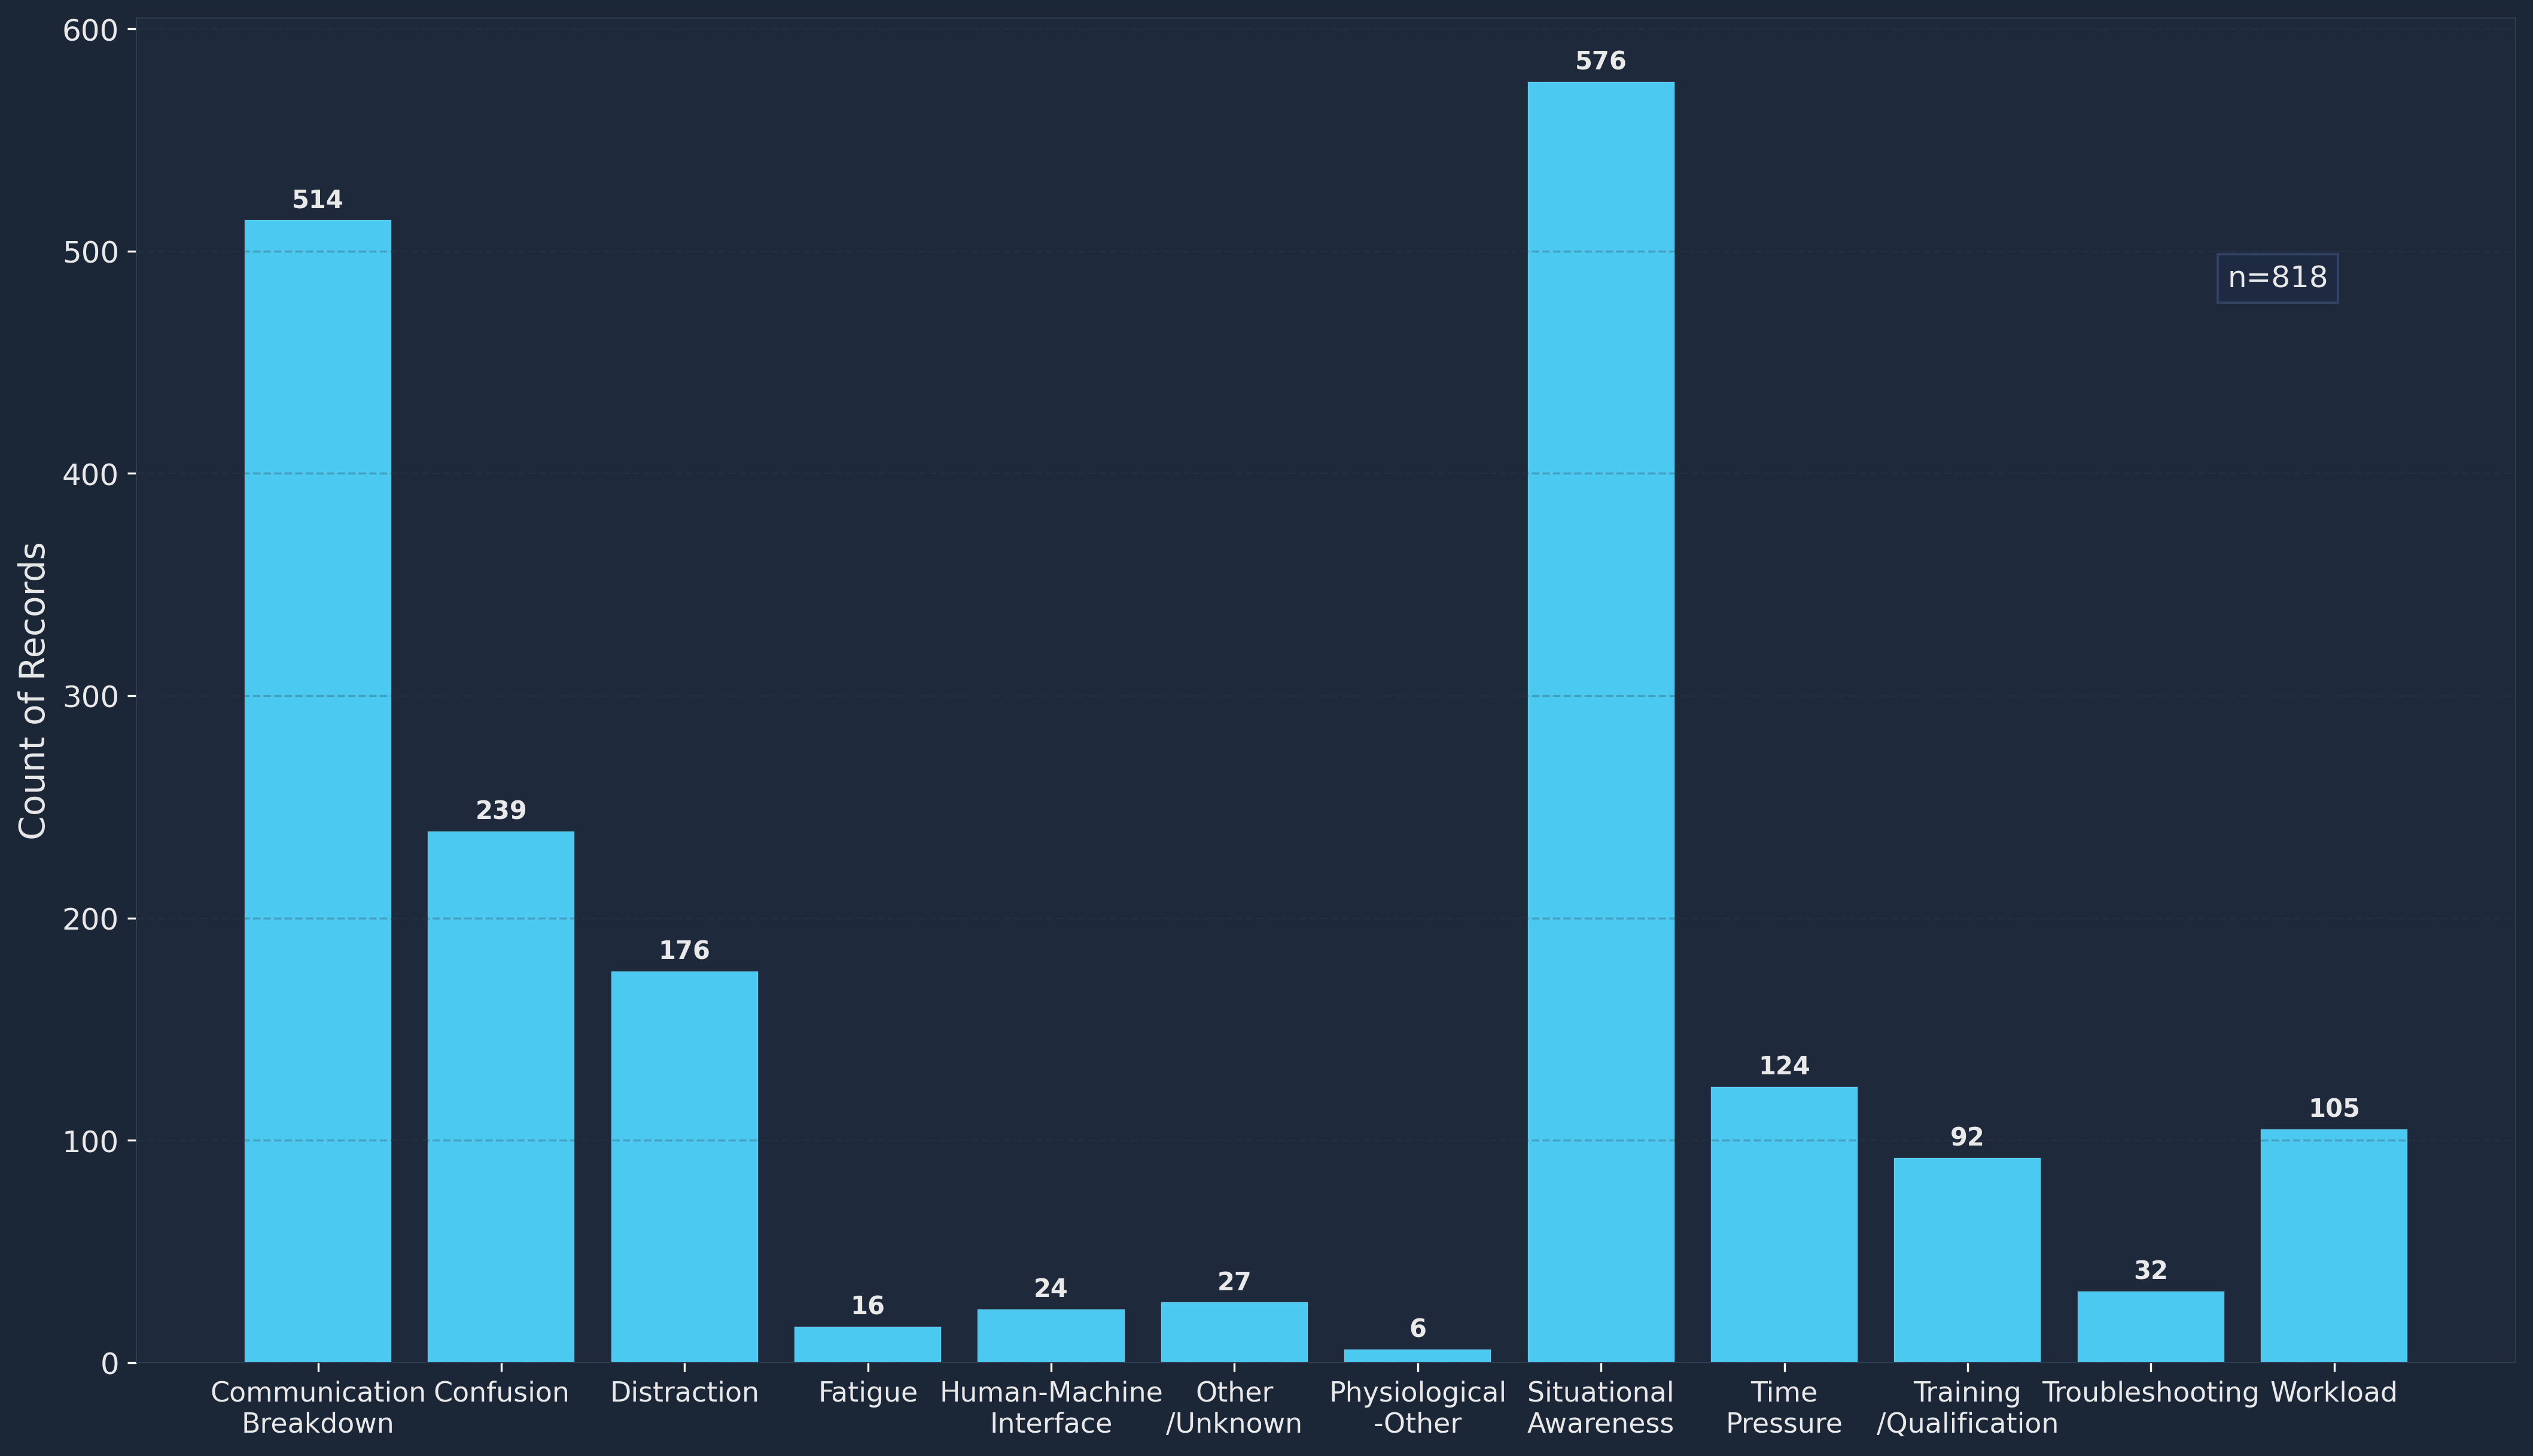 600
500
400
300
200
100
0
Count of Records
514
239
176
16
24
27
6
576
124
92
32
105
n=818
Communication
Breakdown
Confusion
Distraction
Fatigue
Human-Machine
Interface
Other
/Unknown
Physiological
-Other
Situational
Awareness
Time
Pressure
Training
/Qualification
Troubleshooting
Workload